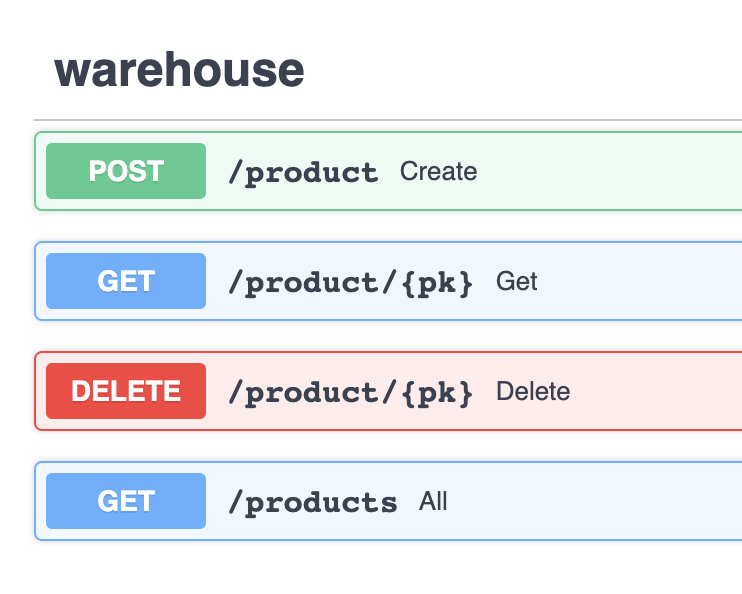 warehouse
POST /product Create
GET /product/{pk} Get
DELETE /product/{pk} Delete
GET /products All